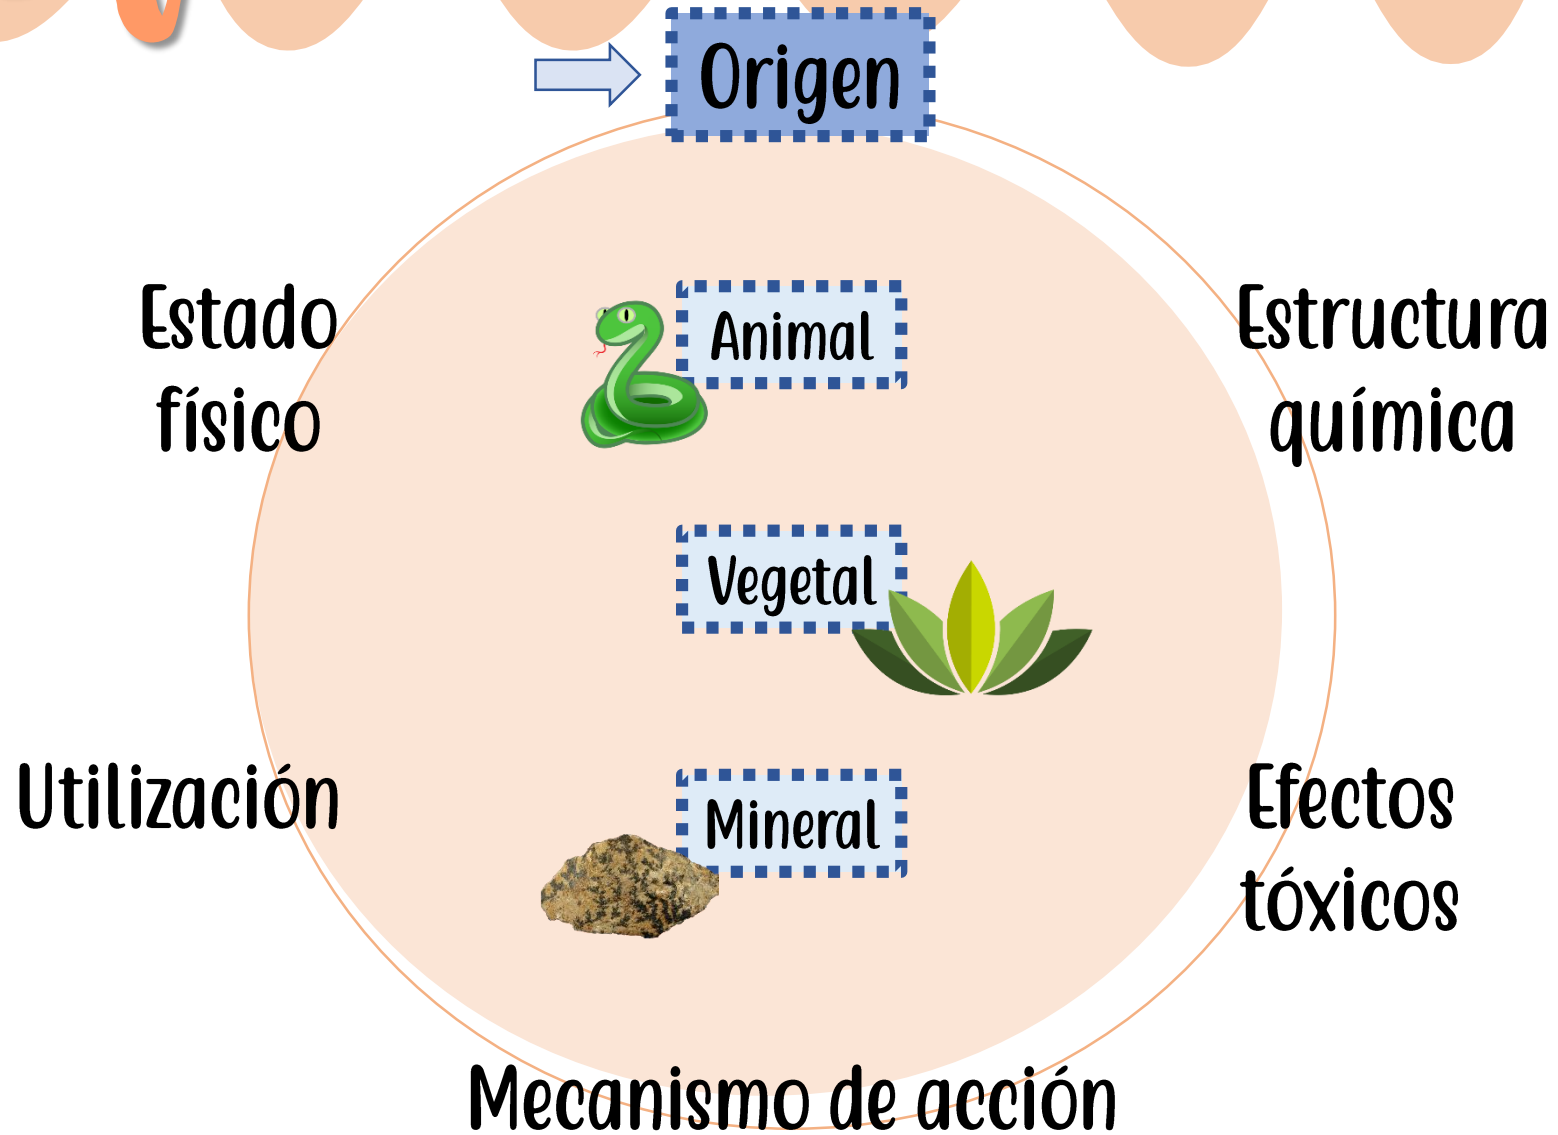 Origen
Estado
físico
Animal
Estructura
química
Vegetal
Utilización
Mineral
Efectos
tóxicos
Mecanismo de acción